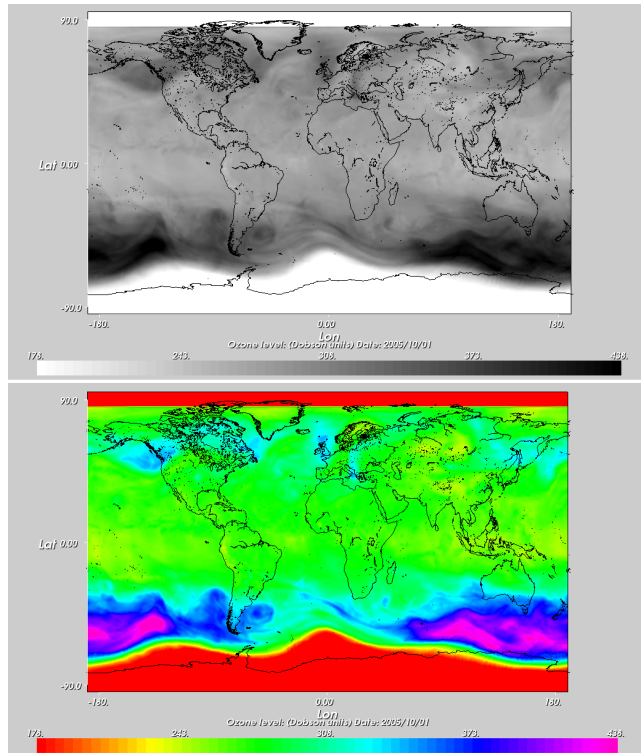 90.0
Lat 0.00
-90.0
-180. 0.00 180.
Lon
Ozone level: (Dobson units) Date: 2005/10/01
178. 243. 308. 373. 438.
90.0
Lat 0.00
-90.0
-180. 0.00 180.
Lon
Ozone level: (Dobson units) Date: 2005/10/01
178. 243. 308. 373. 438.